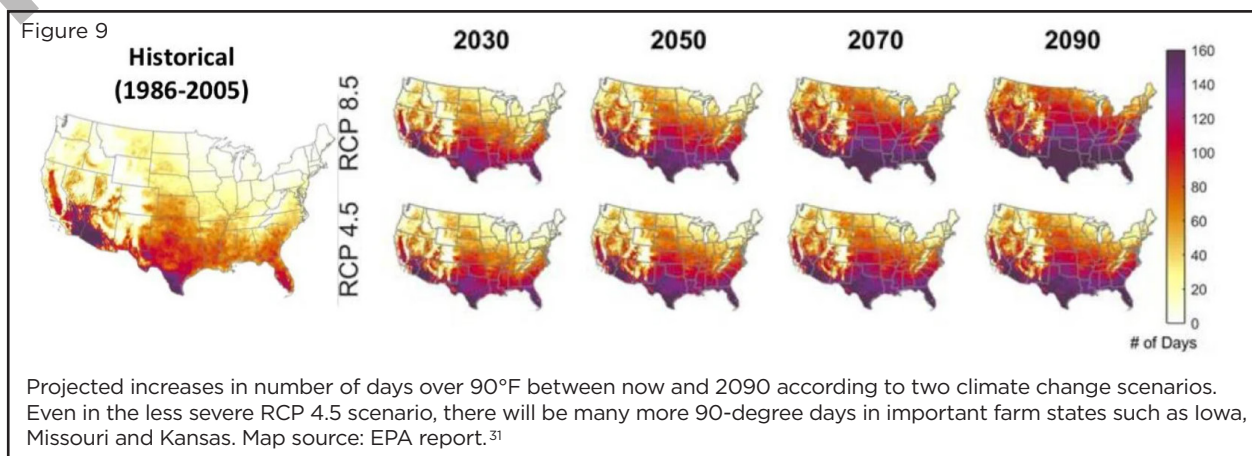 Figure 9
Historical
(1986-2005)
2030
2050
2070
2090
RCP 8.5
RCP 4.5
160
140
120
100
80
60
40
20
0
# of Days
Projected increases in number of days over 90°F between now and 2090 according to two climate change scenarios.
Even in the less severe RCP 4.5 scenario, there will be many more 90-degree days in important farm states such as Iowa,
Missouri and Kansas. Map source: EPA report.31